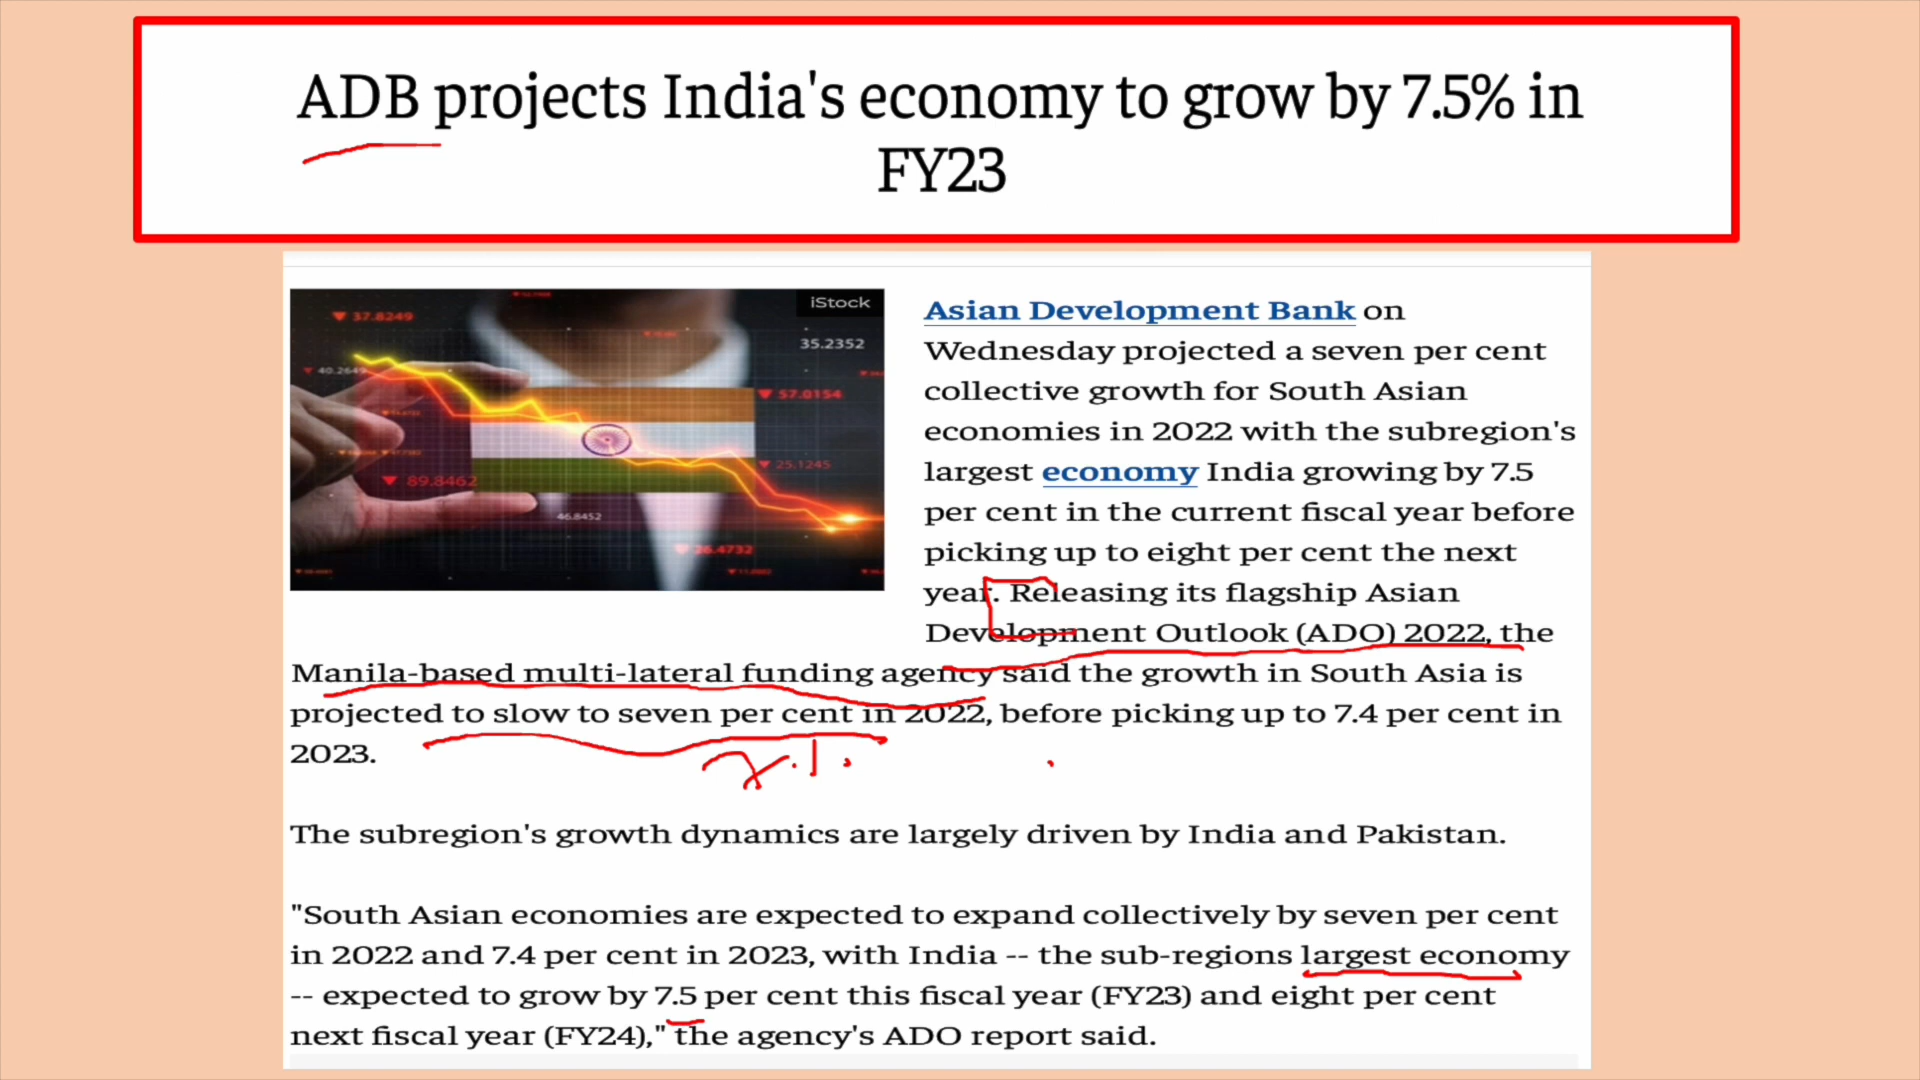 ADB projects India's economy to grow by 7.5% in
FY23
iStock
37.8249
35.2352
40.2649
57.0154
25.1245
89.8462
46.8452
26.4732
Asian Development Bank on
Wednesday projected a seven per cent
collective growth for South Asian
economies in 2022 with the subregion's
largest economy India growing by 7.5
per cent in the current fiscal year before
picking up to eight per cent the next
year. Releasing its flagship Asian
Development Outlook (ADO) 2022, the
Manila-based multi-lateral funding agency said the growth in South Asia is
projected to slow to seven per cent in 2022, before picking up to 7.4 per cent in
2023.
The subregion's growth dynamics are largely driven by India and Pakistan.
"South Asian economies are expected to expand collectively by seven per cent
in 2022 and 7.4 per cent in 2023, with India -- the sub-regions largest economy
-- expected to grow by 7.5 per cent this fiscal year (FY23) and eight per cent
next fiscal year (FY24)," the agency's ADO report said.